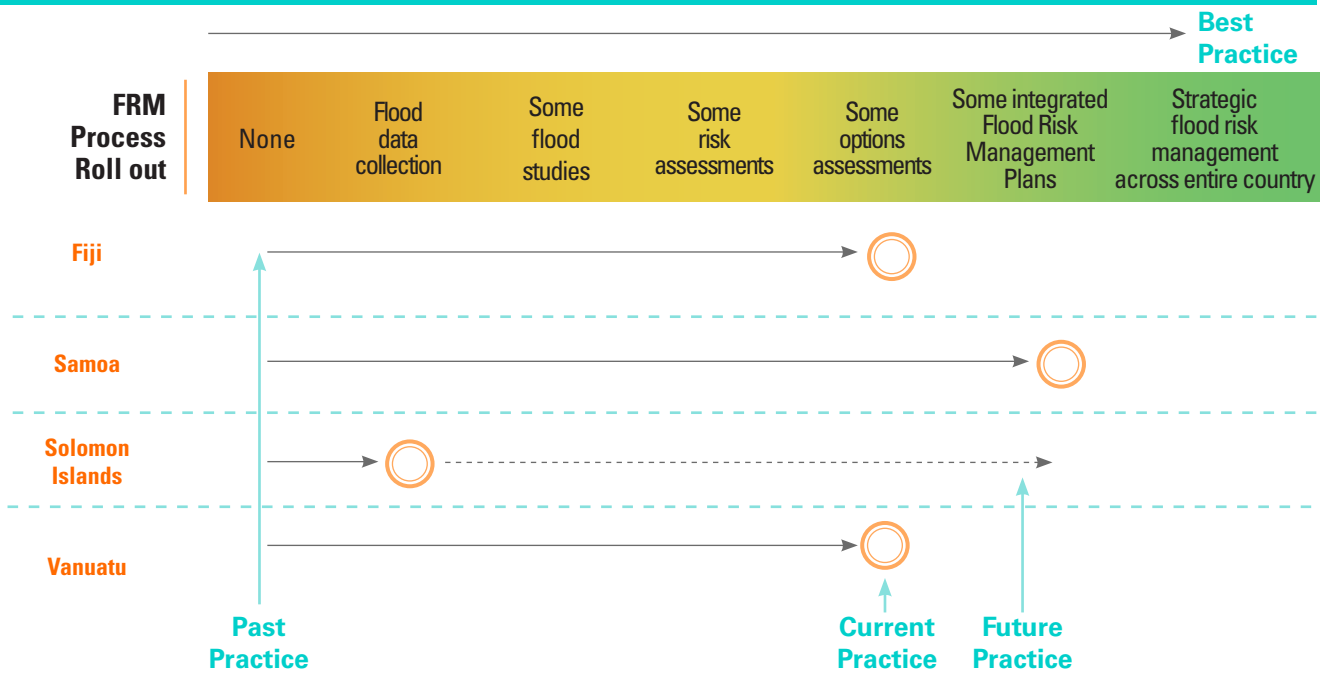 Best
Practice
FRM
Process
Roll out
None
Flood
data
collection
Some
flood
studies
Some
risk
assessments
Some
options
assessments
Some integrated
Flood Risk
Management
Plans
Strategic
flood risk
management
across entire country
Fiji
Samoa
Solomon
Islands
Vanuatu
Past
Practice
Current
Practice
Future
Practice